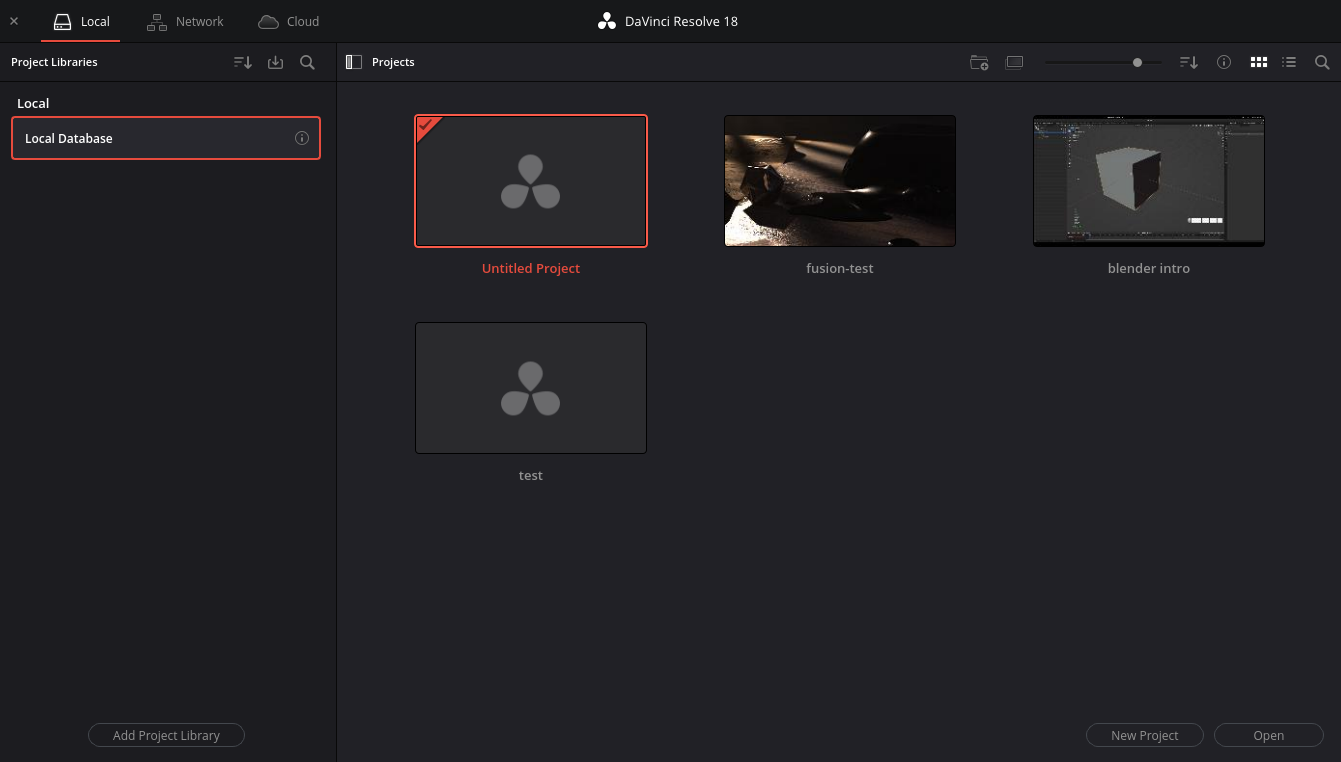 Local
Network
Cloud
DaVinci Resolve 18
Project Libraries
Projects
Local
Local Database
Untitled Project
fusion-test
blender intro
test
Add Project Library
New Project
Open